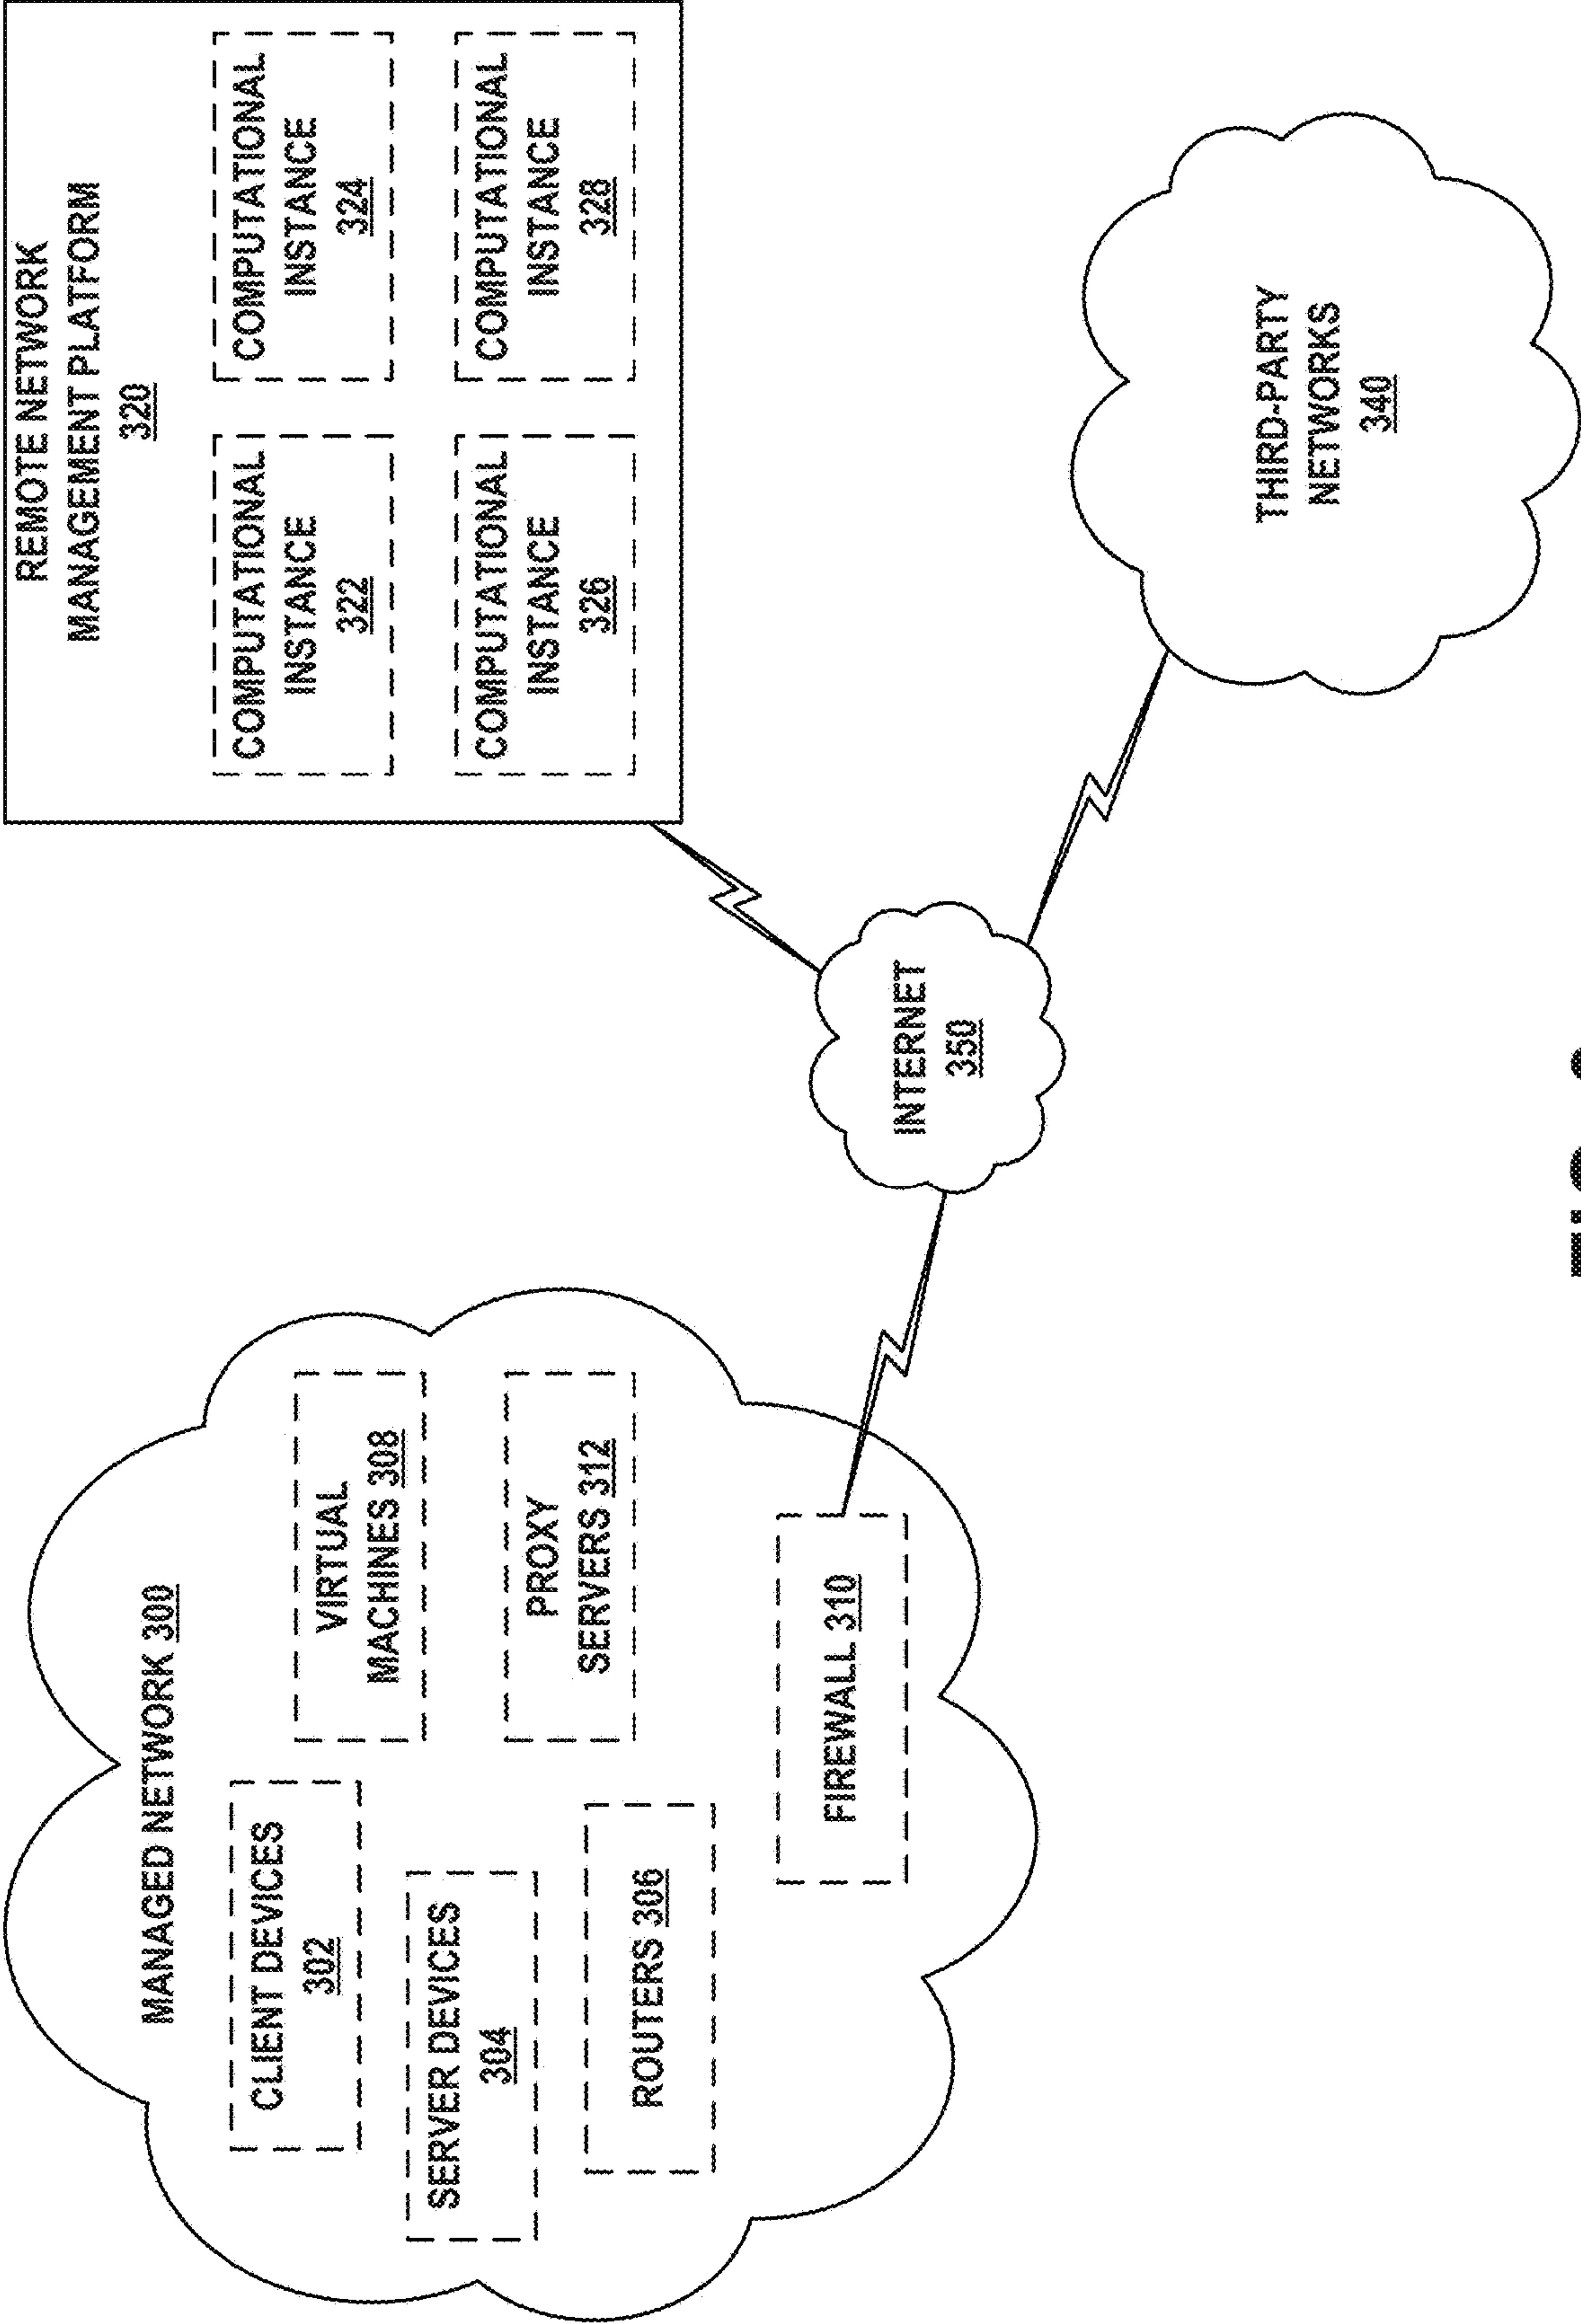 MANAGED NETWORK 300
CLIENT DEVICES
302
SERVER DEVICES
304
ROUTERS 306
VIRTUAL
MACHINES 308
PROXY
SERVERS 312
FIREWALL 310
INTERNET
350
REMOTE NETWORK
MANAGEMENT PLATFORM
320
COMPUTATIONAL
INSTANCE
322
COMPUTATIONAL
INSTANCE
324
COMPUTATIONAL
INSTANCE
326
COMPUTATIONAL
INSTANCE
328
THIRD-PARTY
NETWORKS
340